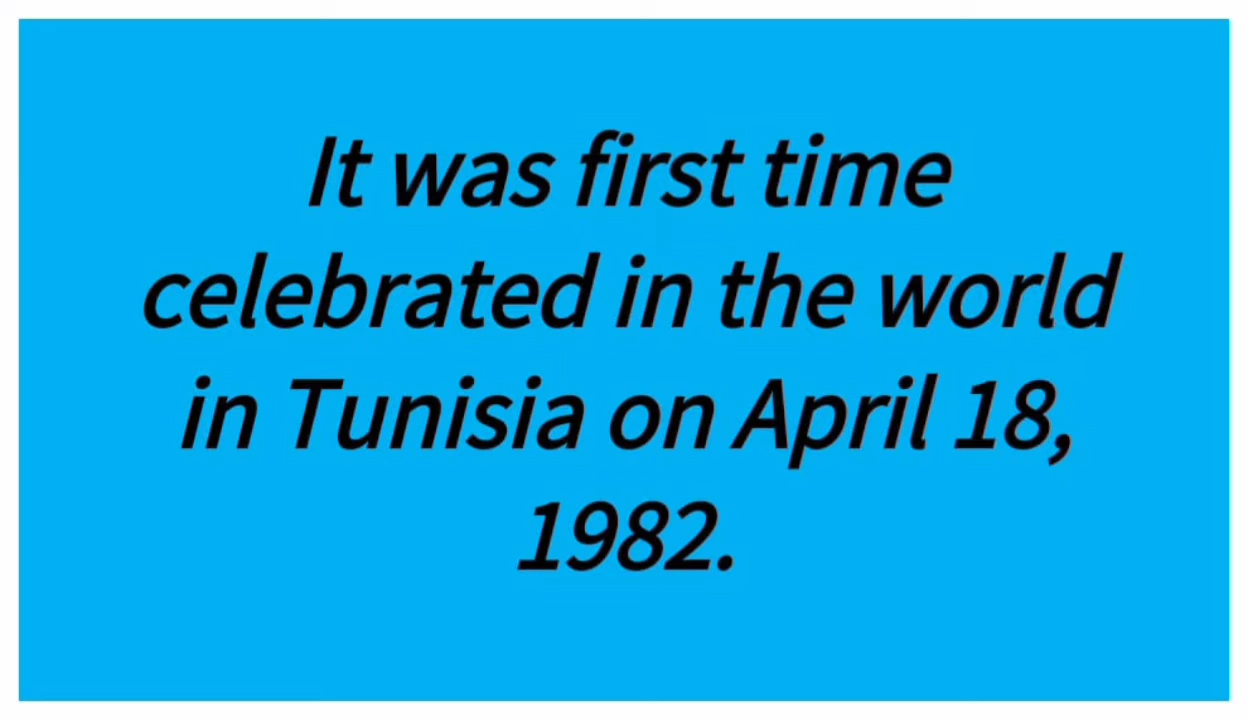 It was first time
celebrated in the world
in Tunisia on April 18,
1982.